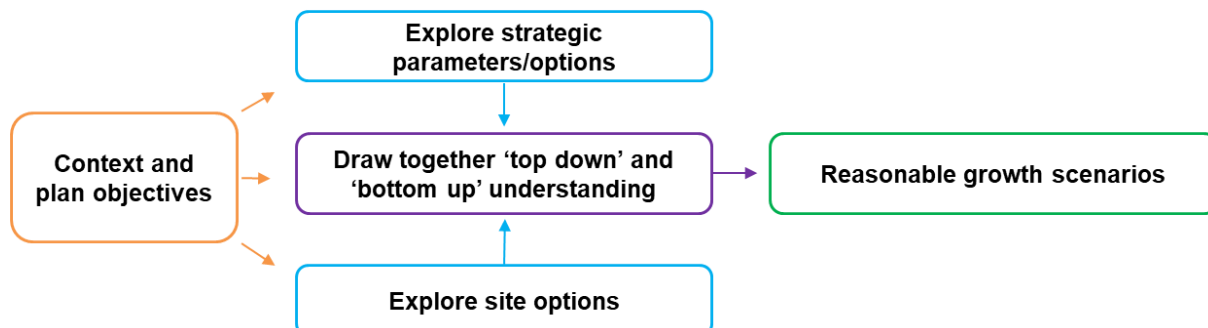 Explore strategic
parameters/options
Context and
plan objectives
Draw together ‘top down’ and
‘bottom up’ understanding
Reasonable growth scenarios
Explore site options